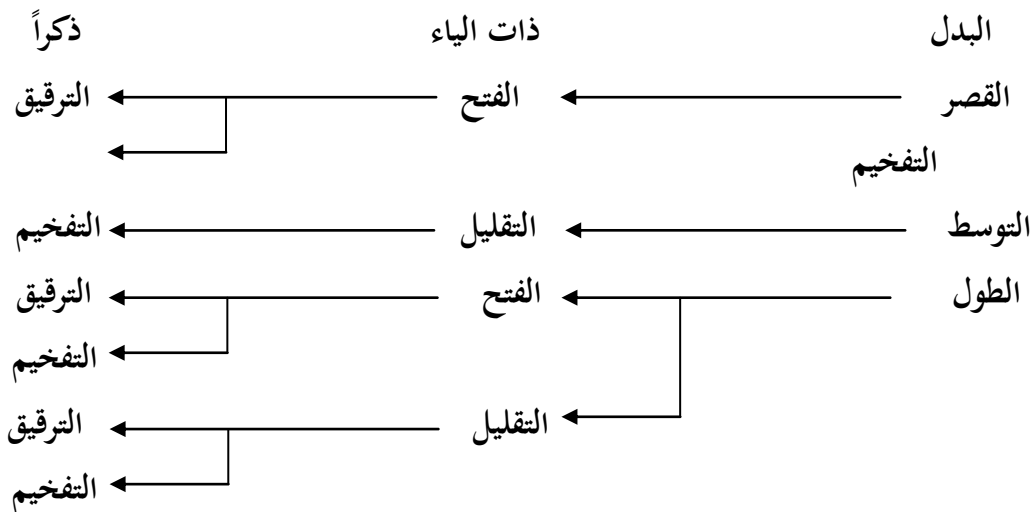 البدل ذات الياء ذكراً
القصر الفتح الترقيق
التفخيم
التوسط التقليل التفخيم
الطول الفتح الترقيق
التفخيم
التقليل الترقيق
التفخيم